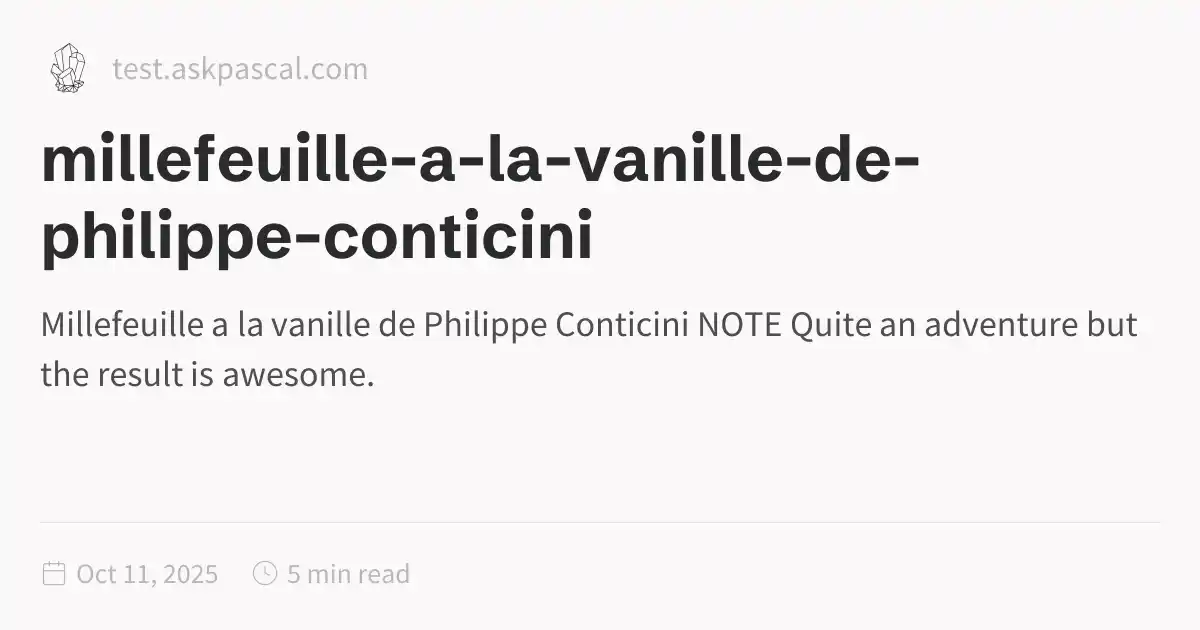 test.askpascal.com
millefeuille-a-la-vanille-de-
philippe-conticini
Millefeuille a la vanille de Philippe Conticini NOTE Quite an adventure but
the result is awesome.
Oct 11, 2025 5 min read